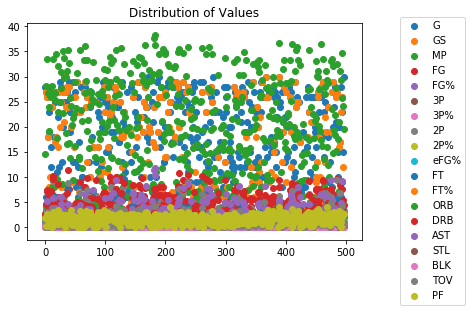 Distribution of Values
40
35
30
25
20
15
10
5
0
0 100 200 300 400 500
G
GS
MP
FG
FG%
3P
3P%
2P
2P%
eFG%
FT
FT%
ORB
DRB
AST
STL
BLK
TOV
PF